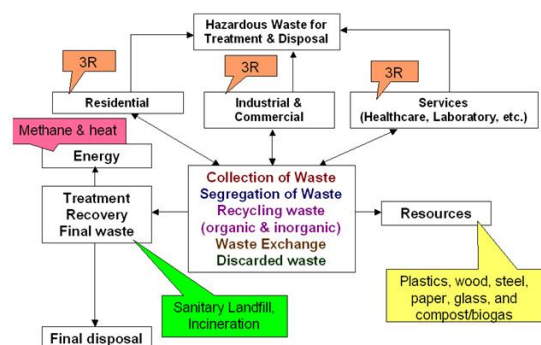 Hazardous Waste for
Treatment & Disposal
3R
3R
3R
Residential
Industrial &
Commercial
Services
(Healthcare, Laboratory, etc.)
Methane & heat
Energy
Treatment
Recovery
Final waste
Collection of Waste
Segregation of Waste
Recycling waste
(organic & inorganic)
Waste Exchange
Discarded waste
Resources
Sanitary Landfill,
Incineration
Plastics, wood, steel,
paper, glass, and
compost/biogas
Final disposal